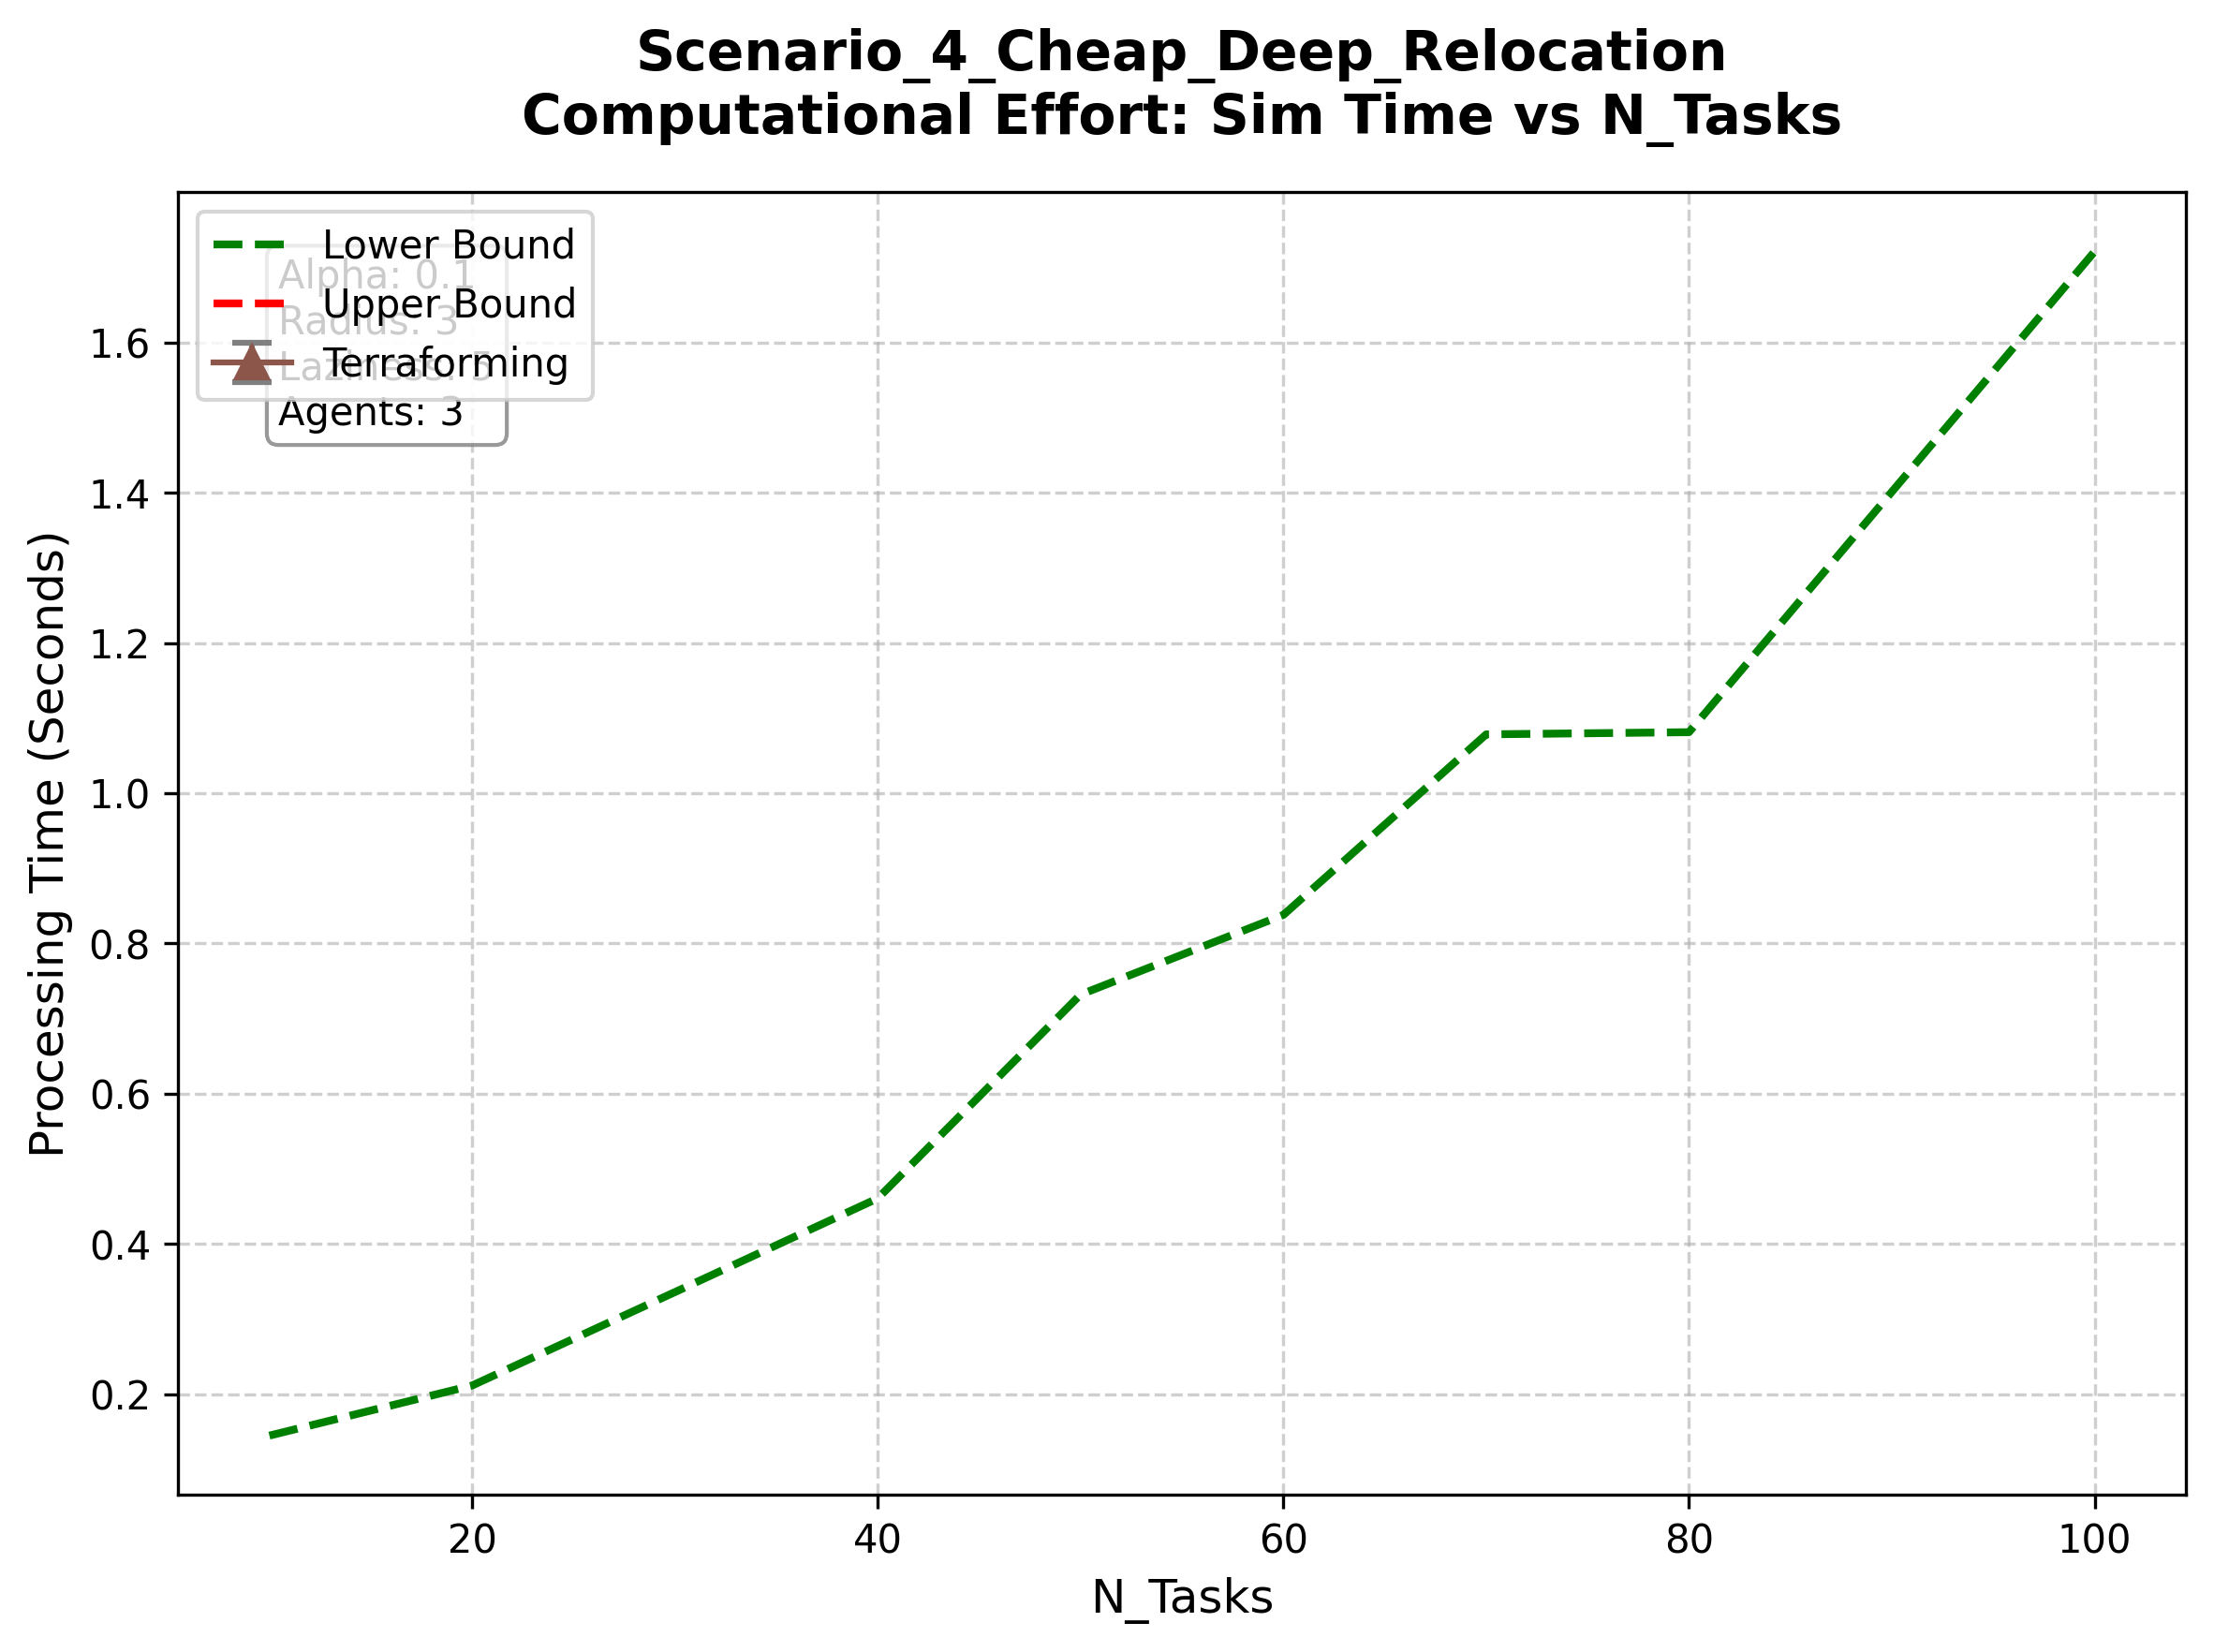 Scenario_4_Cheap_Deep_Relocation
Computational Effort: Sim Time vs N_Tasks
Lower Bound
Upper Bound
Terraforming
Alpha: 0.1
Radius: 3
Laziness: 5
Agents: 3
Processing Time (Seconds)
1.6
1.4
1.2
1.0
0.8
0.6
0.4
0.2
20
40
60
80
100
N_Tasks